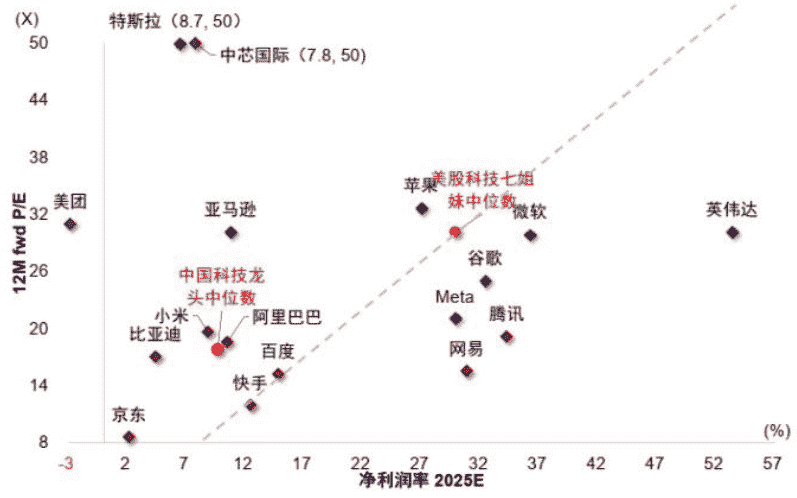 (X)
特斯拉（8.7, 50）
中芯国际（7.8, 50)
50
44
38
32
26
20
14
8
12M fwd P/E
美团
亚马逊
苹果
美股科技七姐
妹中位数
微软
英伟达
谷歌
中国科技龙
头中位数
小米
阿里巴巴
比亚迪
Meta
腾讯
百度
网易
快手
京东
(%)
-3
2
7
12
17
22
27
32
37
42
47
52
57
净利润率 2025E